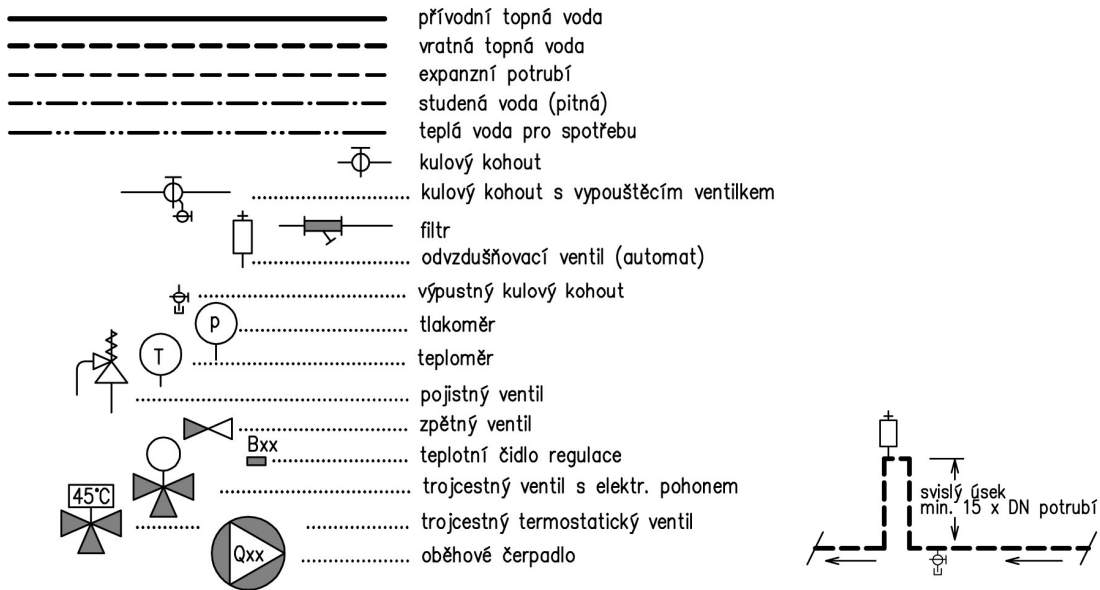 přívodní topná voda
vratná topná voda
expanzní potrubí
studená voda (pitná)
teplá voda pro spotřebu
kulový kohout
kulový kohout s vypouštěcím ventilkem
filtr
odvzdušňovací ventil (automat)
výpustný kulový kohout
p
tlakoměr
T
teploměr
pojistný ventil
zpětný ventil
Bxx
teplotní čidlo regulace
trojcestný ventil s elektr. pohonem
45°C
trojcestný termostatický ventil
Qxx
oběhové čerpadlo
svislý úsek
min. 15 x DN potrubí